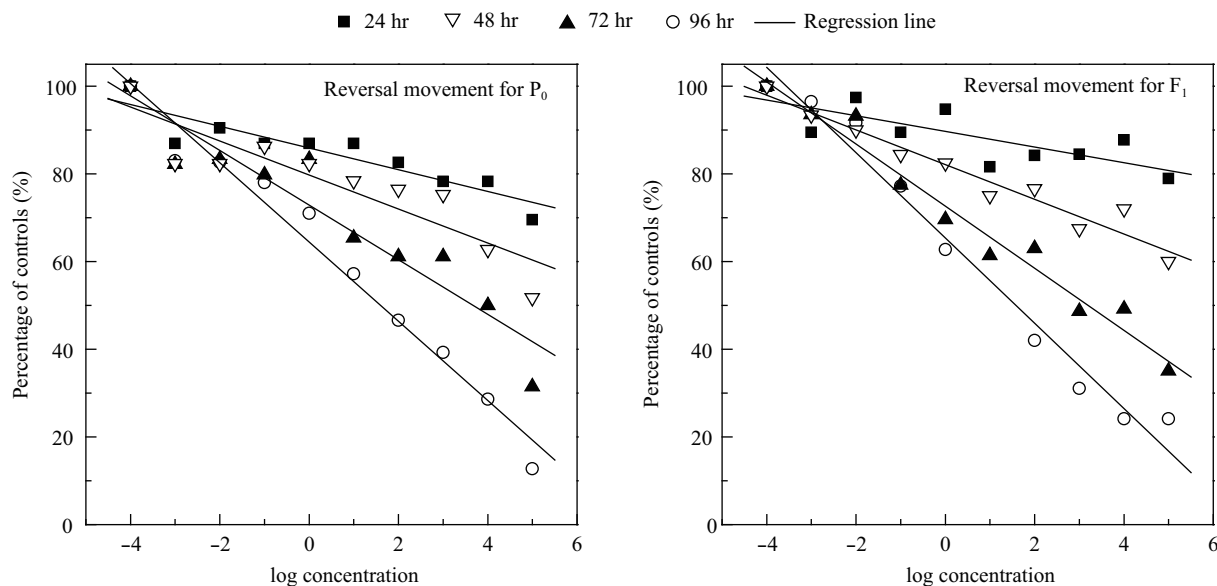 24 hr 48 hr 72 hr 96 hr Regression line
Reversal movement for P0
Percentage of controls (%)
100
80
60
40
20
0
−4 −2 0 2 4 6
log concentration
Reversal movement for F1
Percentage of controls (%)
100
80
60
40
20
0
−4 −2 0 2 4 6
log concentration